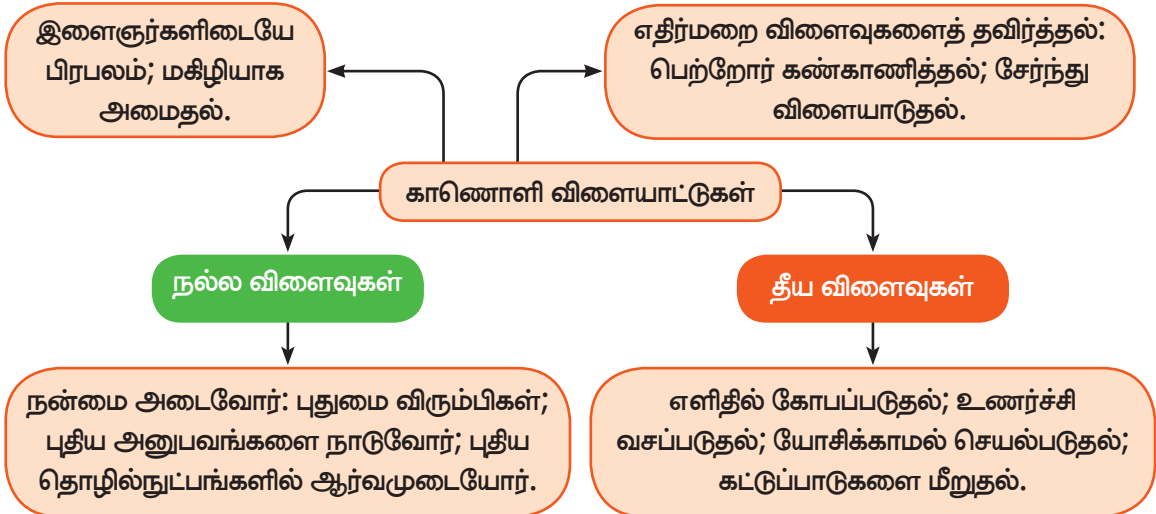 இளைஞர்களிடையே
பிரபலம்; மகிழியாக
அமைதல்.
எதிர்மறை விளைவுகளைத் தவிர்த்தல்:
பெற்றோர் கண்காணித்தல்; சேர்ந்து
விளையாடுதல்.
காணொளி விளையாட்டுகள்
நல்ல விளைவுகள்
தீய விளைவுகள்
நன்மை அடைவோர்: புதுமை விரும்பிகள்;
புதிய அனுபவங்களை நாடுவோர்; புதிய
தொழில்நுட்பங்களில் ஆர்வமுடையோர்.
எளிதில் கோபப்படுதல்; உணர்ச்சி
வசப்படுதல்; யோசிக்காமல் செயல்படுதல்;
கட்டுப்பாடுகளை மீறுதல்.